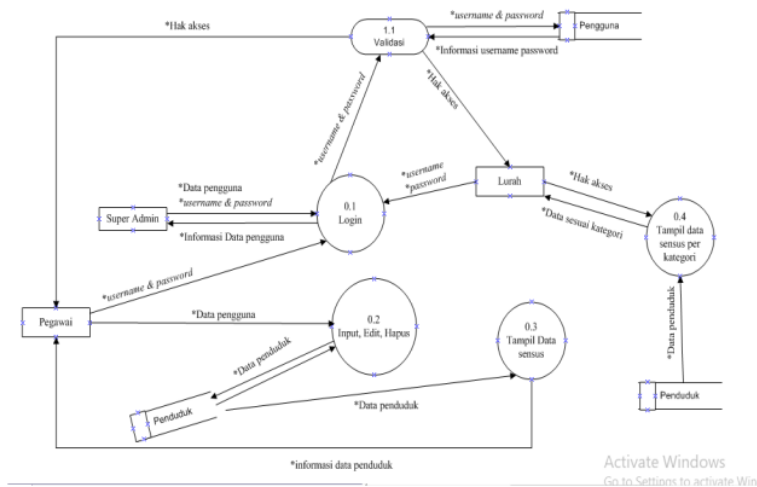 *Hak akses
1.1
Validasi
*username & password
Pengguna
*Informasi username password
*Hak akses
*username & password
*username
*password
Lurah
*Hak akses
*Data sesuai kategori
0.4
Tampil data
sensus per
kategori
*Data pengguna
*username & password
Super Admin
*Informasi Data pengguna
0.1
Login
*username & password
Pegawai
*Data pengguna
0.2
Input, Edit, Hapus
*Data penduduk
0.3
Tampil Data
sensus
*Data penduduk
Penduduk
*Data penduduk
Penduduk
*informasi data penduduk
Activate Windows
Go to Settings to activate Win